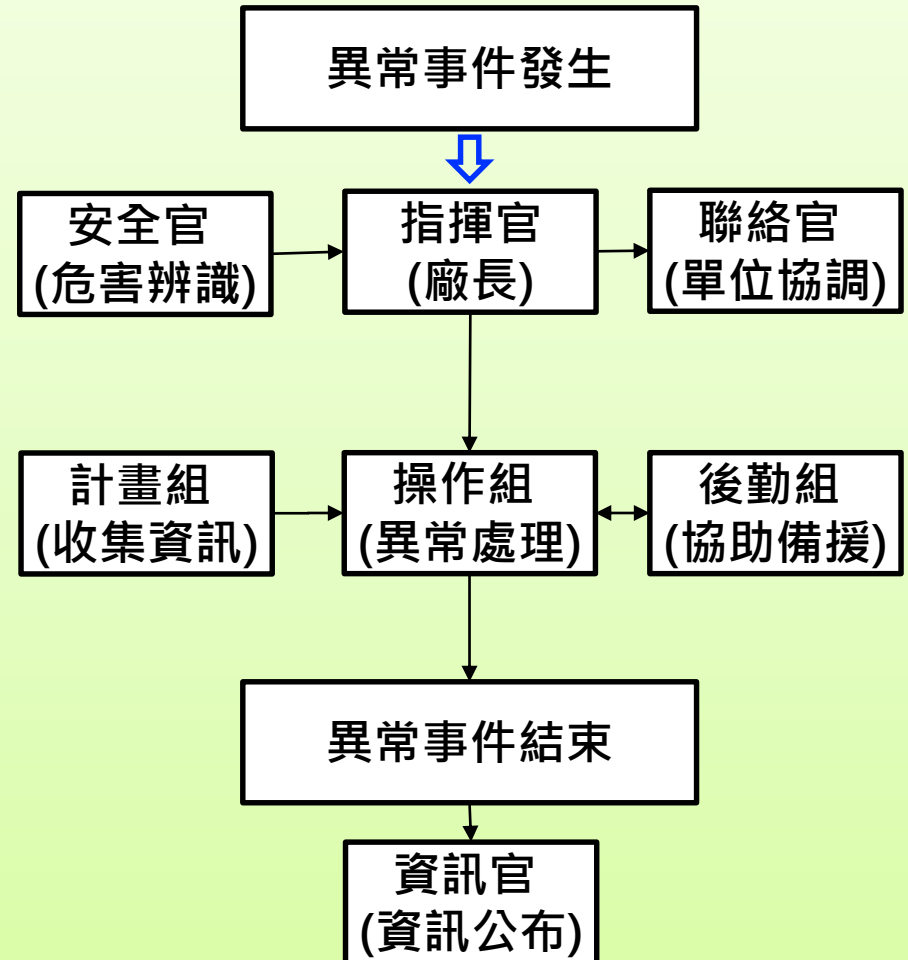 異常事件發生
安全官
(危害辨識)
指揮官
(廠長)
聯絡官
(單位協調)
計畫組
(收集資訊)
操作組
(異常處理)
後勤組
(協助備援)
異常事件結束
資訊官
(資訊公布)